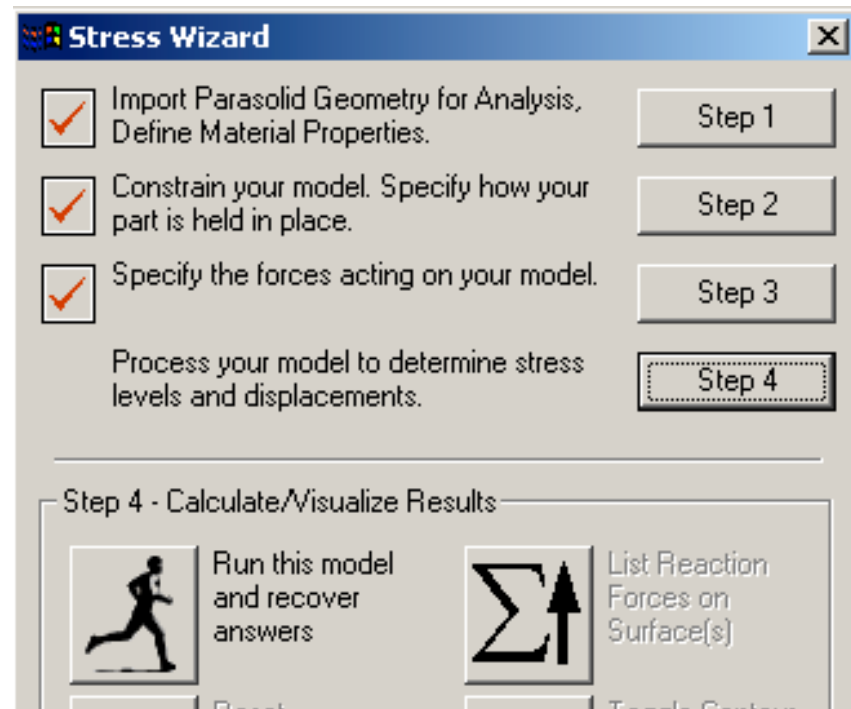 Stress Wizard
Import Parasolid Geometry for Analysis,
Define Material Properties.
Step 1
Constrain your model. Specify how your
part is held in place.
Step 2
Specify the forces acting on your model.
Step 3
Process your model to determine stress
levels and displacements.
Step 4
Step 4 - Calculate/Visualize Results
Run this model
and recover
answers
List Reaction
Forces on
Surface(s)